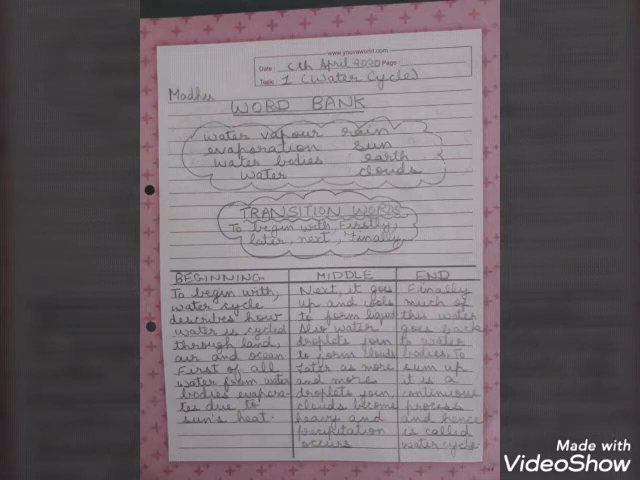 www.youvaworld.com
Date : 6th April 2020 Page :
Topic : 1 (Water Cycle)
Madhu
WORD BANK
water vapour rain
evaporation sun
water bodies earth
water clouds
TRANSITION WORDS
To begin with, Firstly,
later, next, Finally
BEGINNING
To begin with,
water cycle
describes how
water is cycled
through land,
air and ocean
First of all
water from water
bodies evapora-
tes due to
sun's heat.
MIDDLE
Next, it goes
up and cools
to form liquid
Also water
droplets join
to form clouds
Later as more
and more
droplets join,
clouds become
heavy and
precipitation
occurs
END
Finally
much of
this water
goes back
to water
bodies. To
sum up
it is a
continuous
process
and hence
is called
water cycle.
Made with
VideoShow